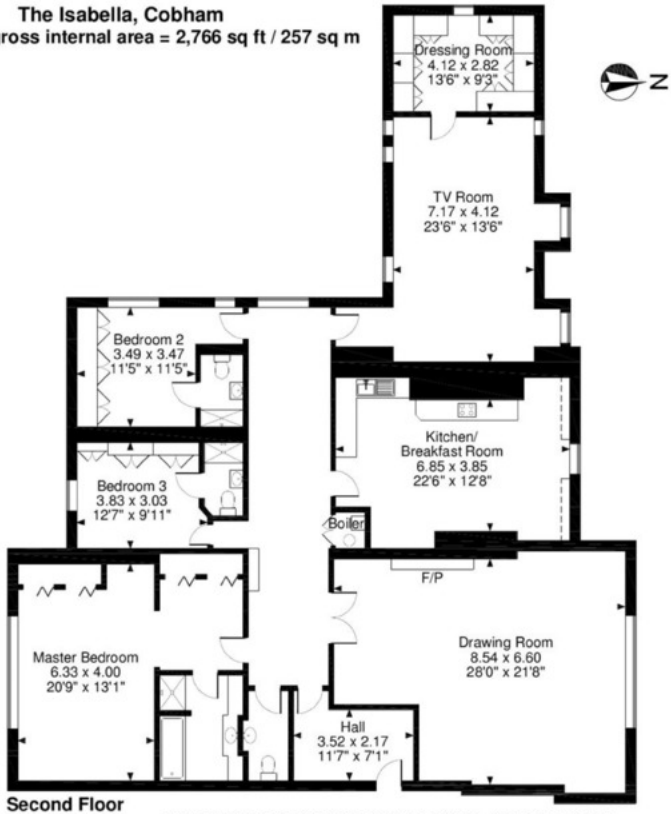 The Isabella, Cobham
gross internal area = 2,766 sq ft / 257 sq m
Dressing Room
4.12 x 2.82
13'6" x 9'3"
N
TV Room
7.17 x 4.12
23'6" x 13'6"
Bedroom 2
3.49 x 3.47
11'5" x 11'5"
Kitchen/
Breakfast Room
6.85 x 3.85
22'6" x 12'8"
Bedroom 3
3.83 x 3.03
12'7" x 9'11"
Boiler
F/P
Master Bedroom
6.33 x 4.00
20'9" x 13'1"
Drawing Room
8.54 x 6.60
28'0" x 21'8"
Hall
3.52 x 2.17
11'7" x 7'1"
Second Floor